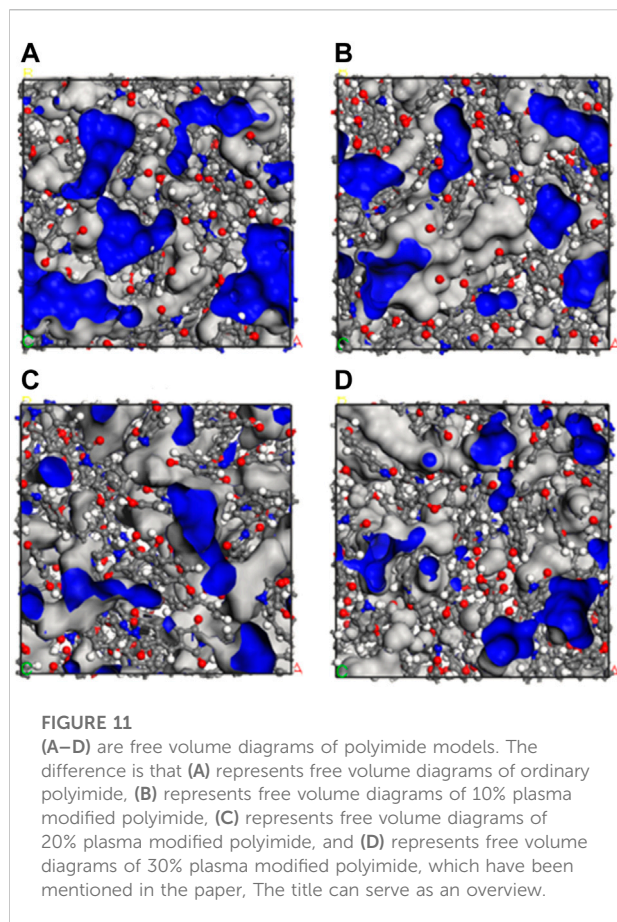 A
B
C
D
FIGURE 11
(A–D) are free volume diagrams of polyimide models. The
difference is that (A) represents free volume diagrams of ordinary
polyimide, (B) represents free volume diagrams of 10% plasma
modified polyimide, (C) represents free volume diagrams of
20% plasma modified polyimide, and (D) represents free volume
diagrams of 30% plasma modified polyimide, which have been
mentioned in the paper, The title can serve as an overview.